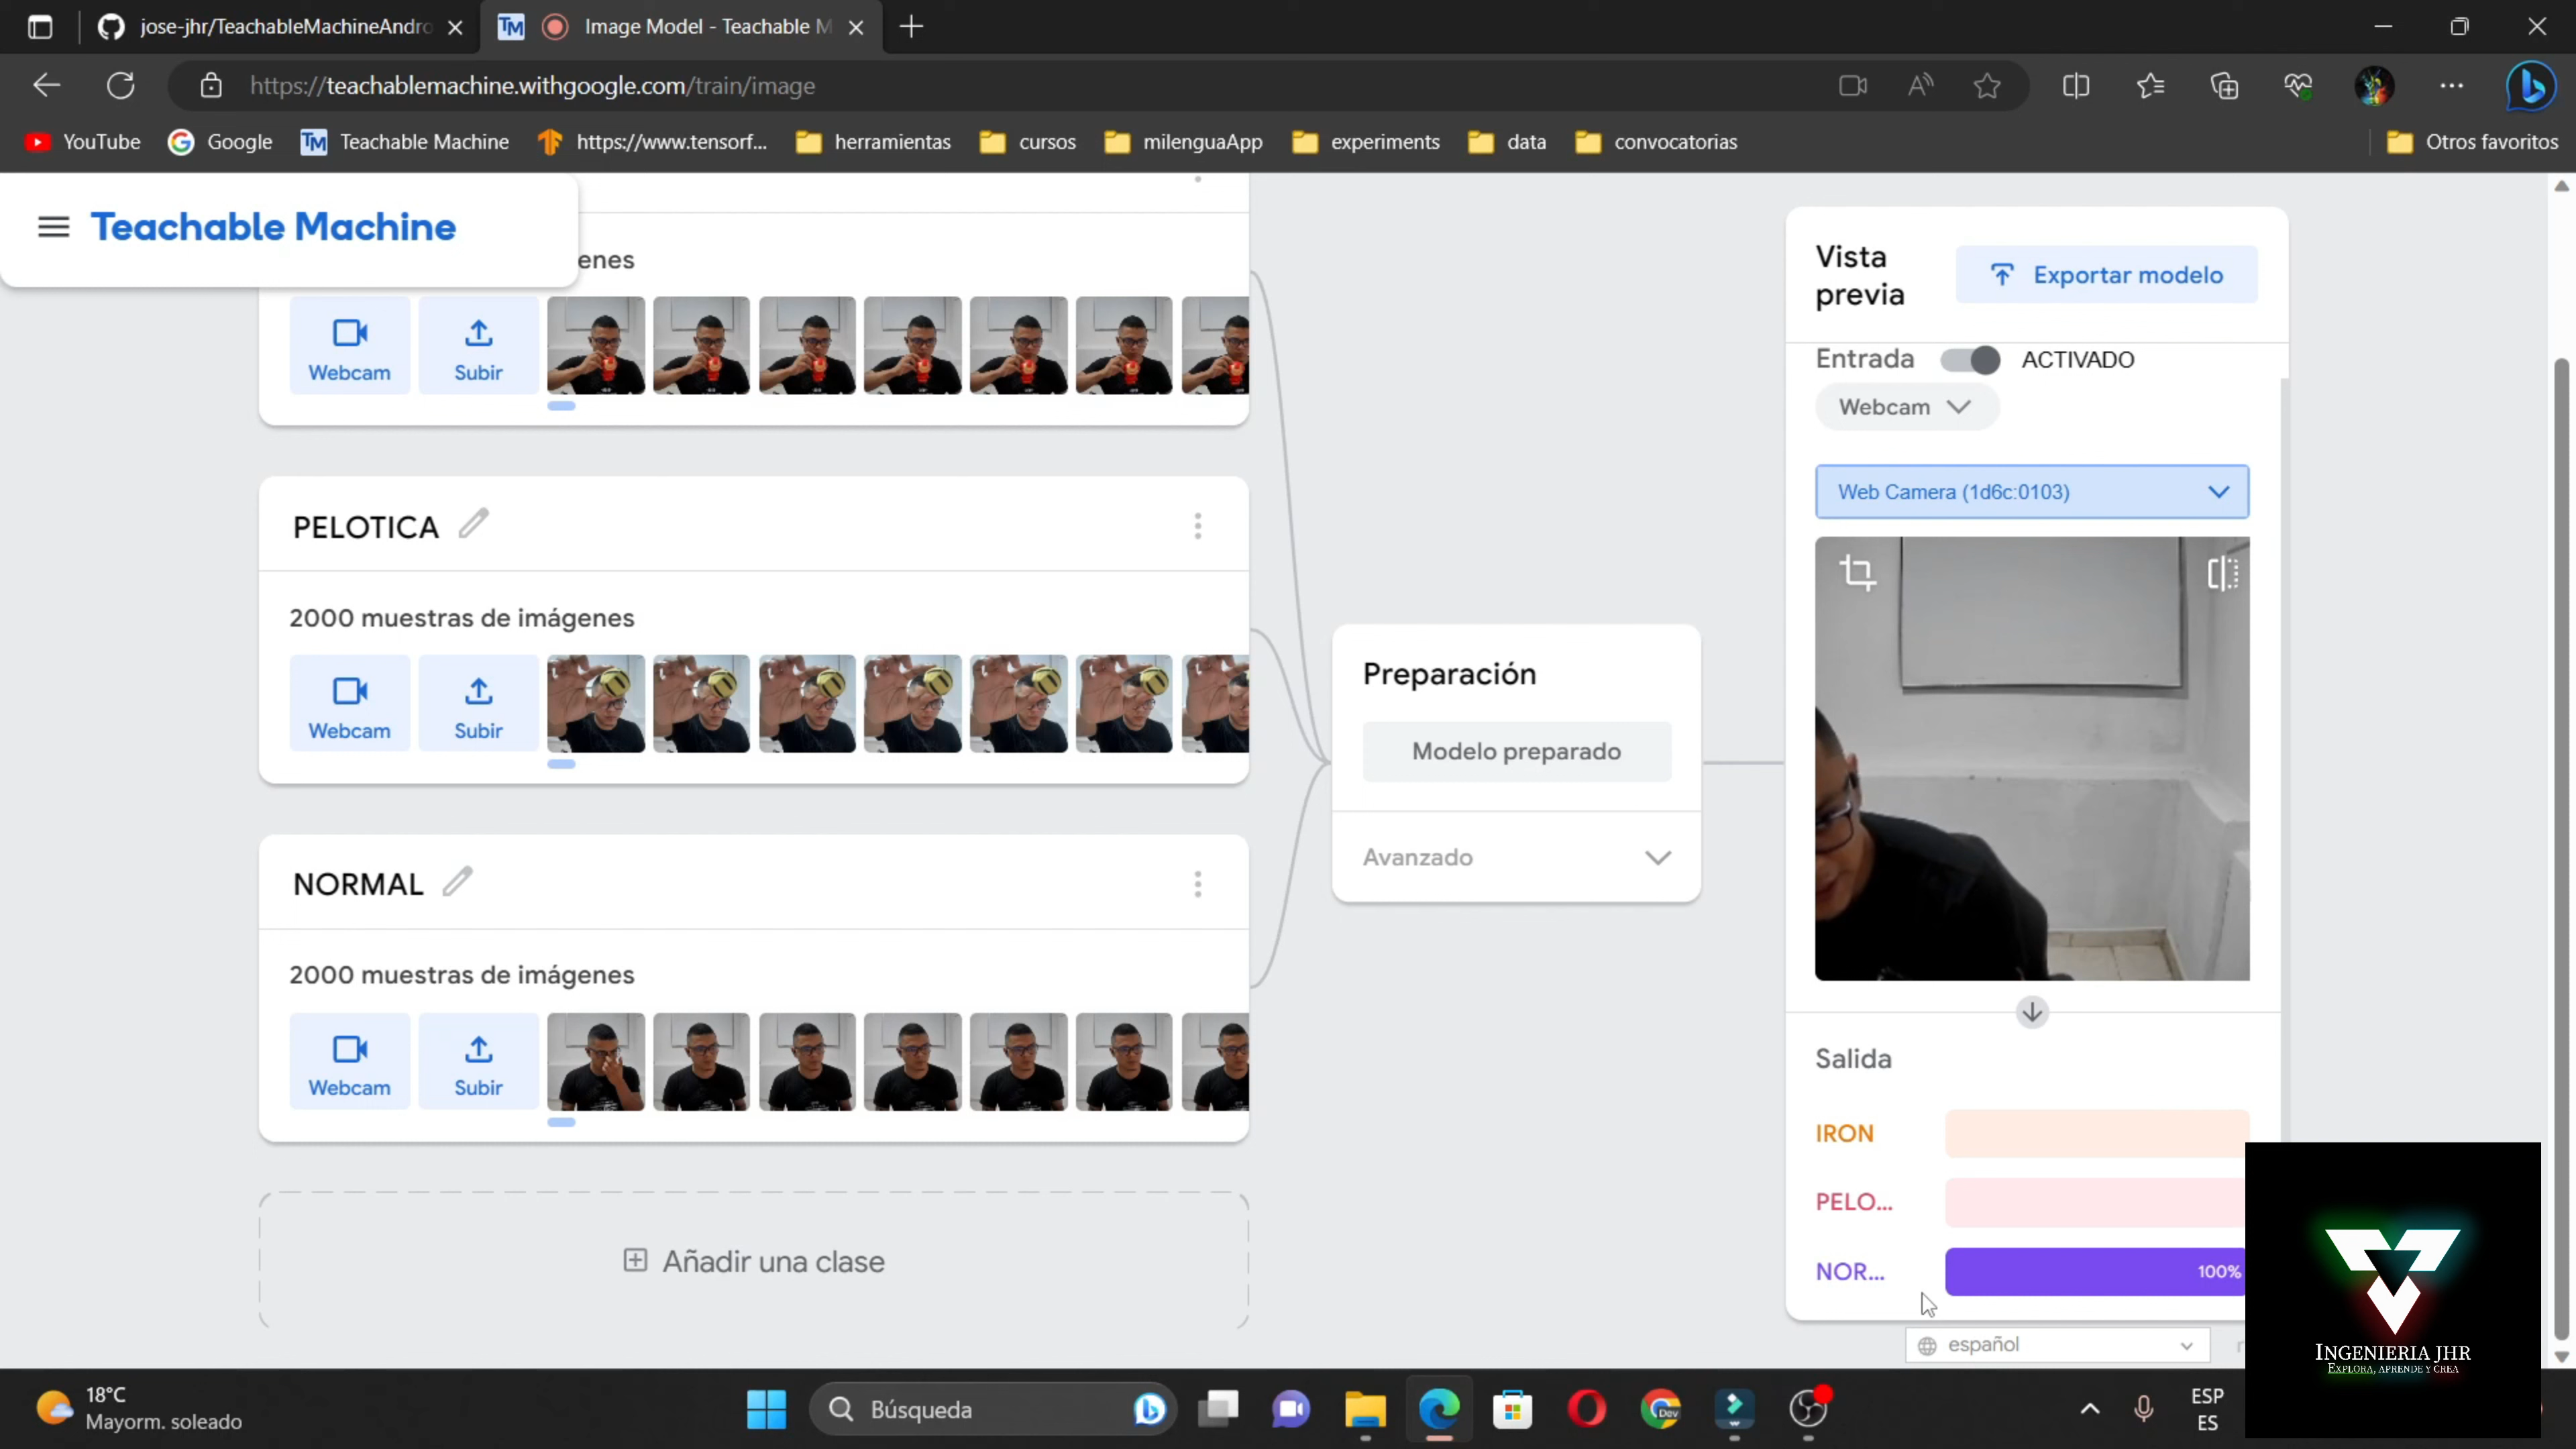 jose-jhr/TeachableMachineAndro
TM
Image Model - Teachable M
https://teachablemachine.withgoogle.com/train/image
YouTube
Google
TM
Teachable Machine
https://www.tensorf...
herramientas
cursos
milenguaApp
experiments
data
convocatorias
Otros favoritos
Teachable Machine
enes
Webcam
Subir
PELOTICA
2000 muestras de imágenes
Webcam
Subir
NORMAL
2000 muestras de imágenes
Webcam
Subir
Añadir una clase
Preparación
Modelo preparado
Avanzado
Vista
previa
Exportar modelo
Entrada
ACTIVADO
Webcam
Web Camera (1d6c:0103)
Salida
IRON
PELO...
NOR...
100%
español
INGENIERIA JHR
EXPLORA, APRENDE Y CREA
18°C
Mayorm. soleado
Búsqueda
Dev
ESP
ES